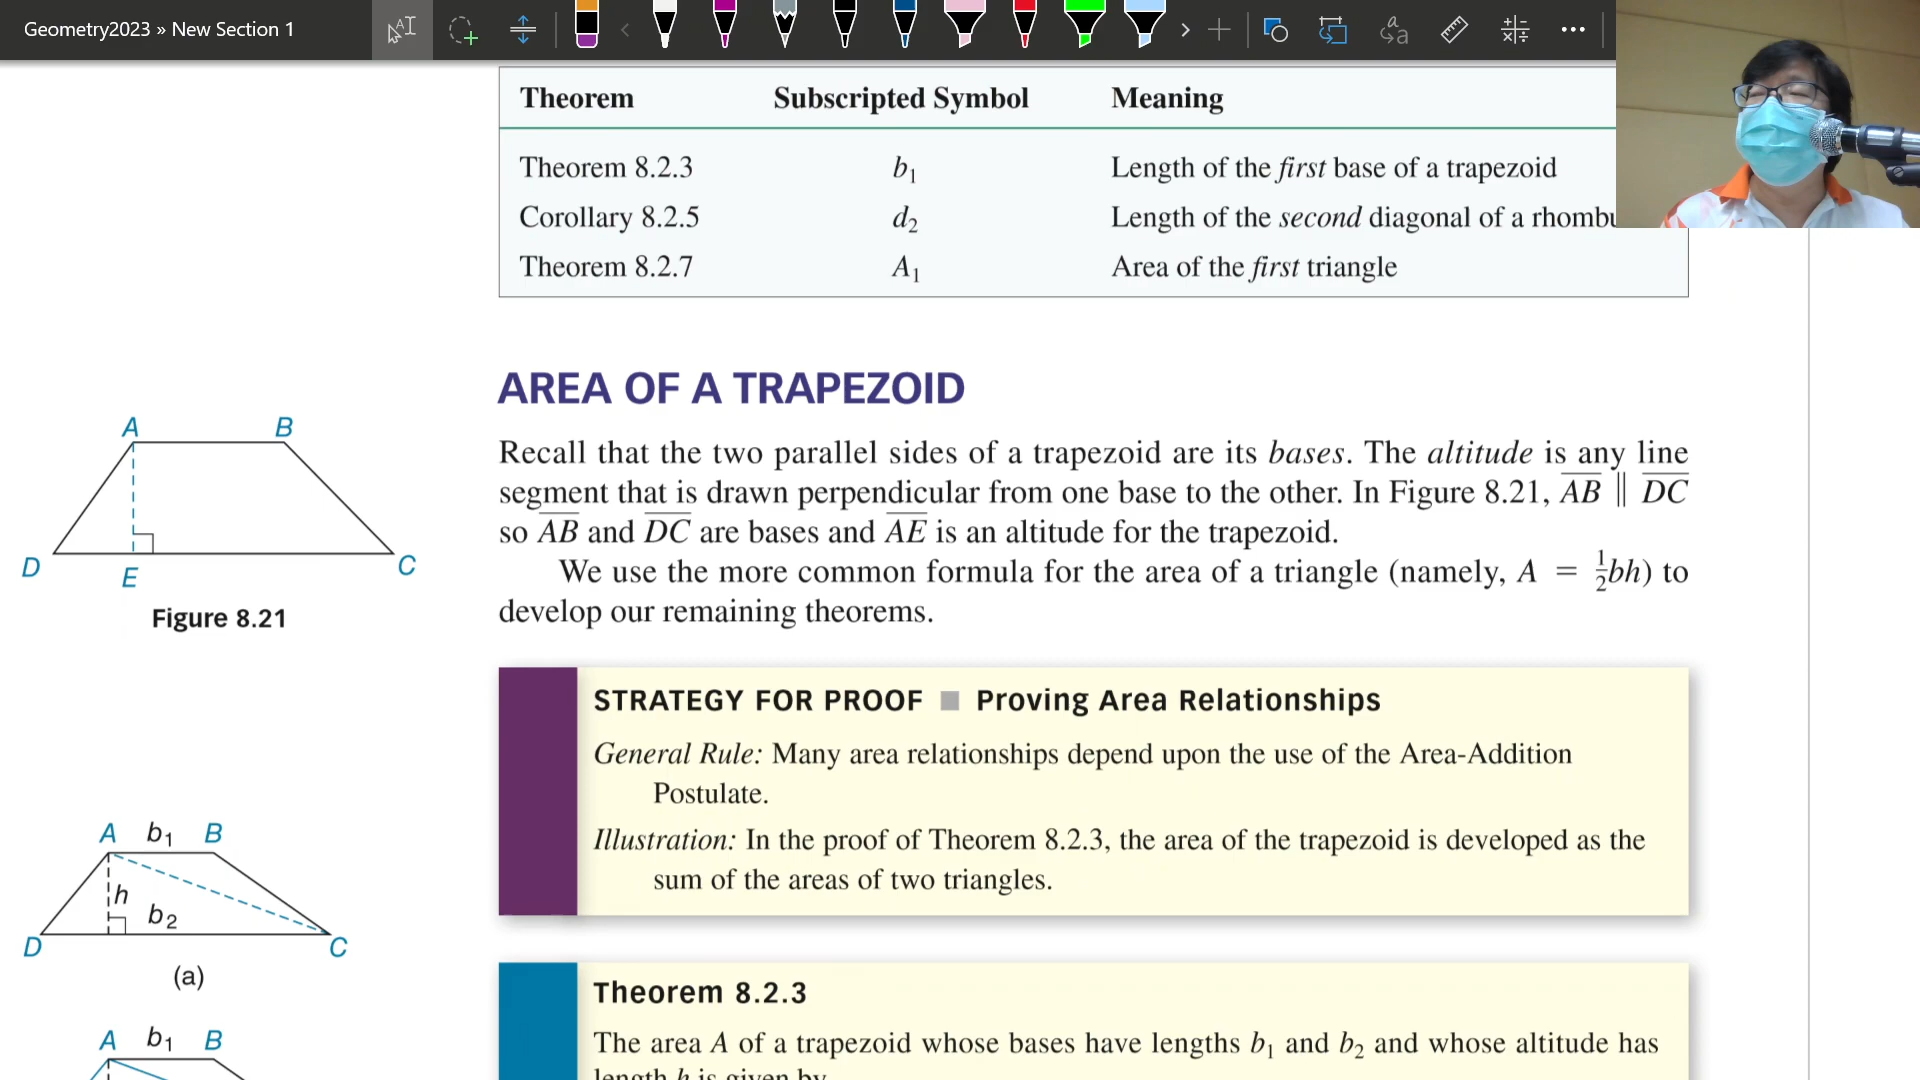 Geometry2023 » New Section 1
Theorem Subscripted Symbol Meaning
Theorem 8.2.3 b₁ Length of the first base of a trapezoid
Corollary 8.2.5 d₂ Length of the second diagonal of a rhombu
Theorem 8.2.7 A₁ Area of the first triangle
AREA OF A TRAPEZOID
Recall that the two parallel sides of a trapezoid are its bases. The altitude is any line
segment that is drawn perpendicular from one base to the other. In Figure 8.21, A̅B̅ ∥ D̅C̅
so A̅B̅ and D̅C̅ are bases and A̅E̅ is an altitude for the trapezoid.
We use the more common formula for the area of a triangle (namely, A = ½bh) to
develop our remaining theorems.
A B
D E C
Figure 8.21
STRATEGY FOR PROOF ■ Proving Area Relationships
General Rule: Many area relationships depend upon the use of the Area-Addition
Postulate.
Illustration: In the proof of Theorem 8.2.3, the area of the trapezoid is developed as the
sum of the areas of two triangles.
A b₁ B
h
b₂
D C
(a)
A b₁ B
Theorem 8.2.3
The area A of a trapezoid whose bases have lengths b₁ and b₂ and whose altitude has
length h is given by